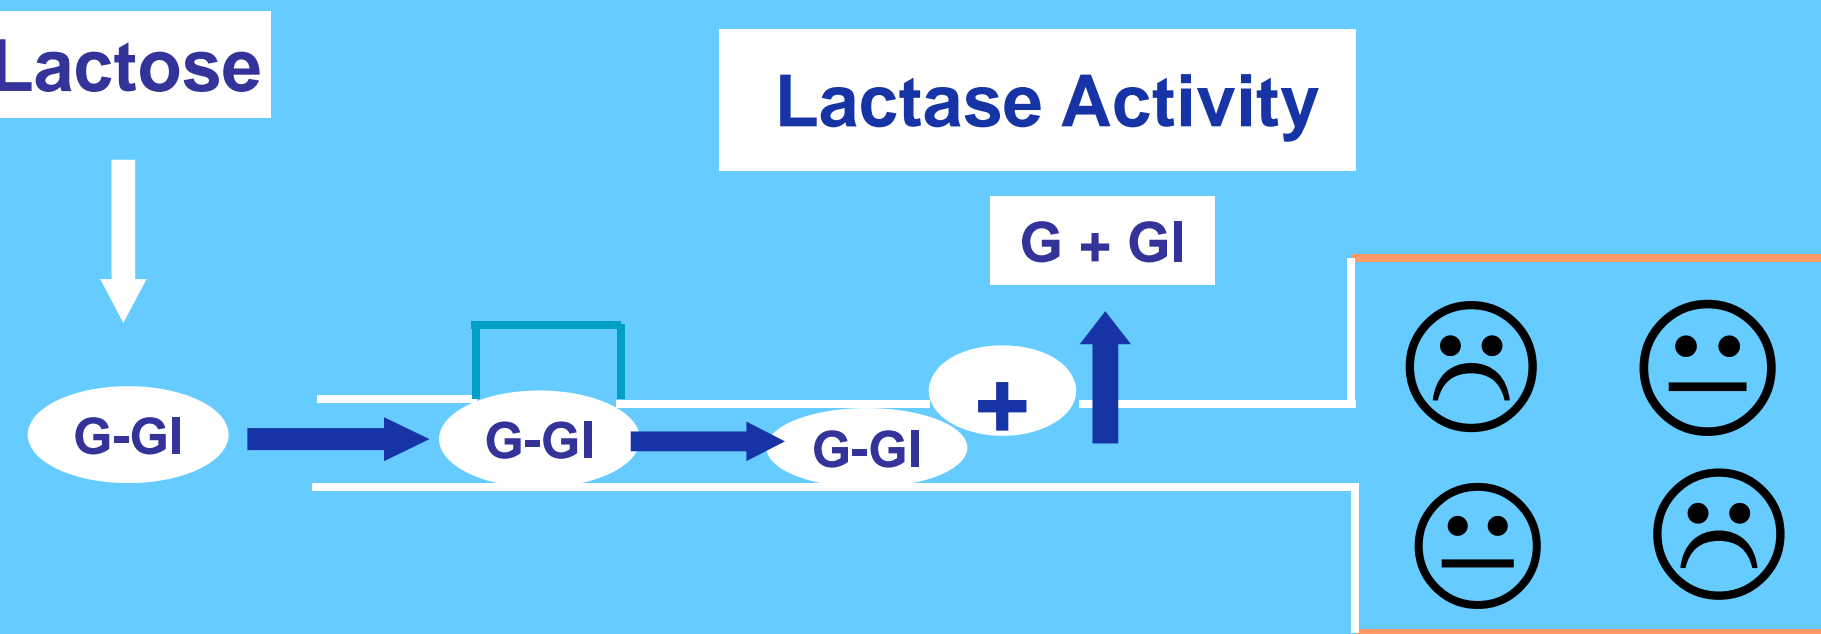 Lactose
Lactase Activity
G + Gl
G-Gl
G-Gl
G-Gl
+